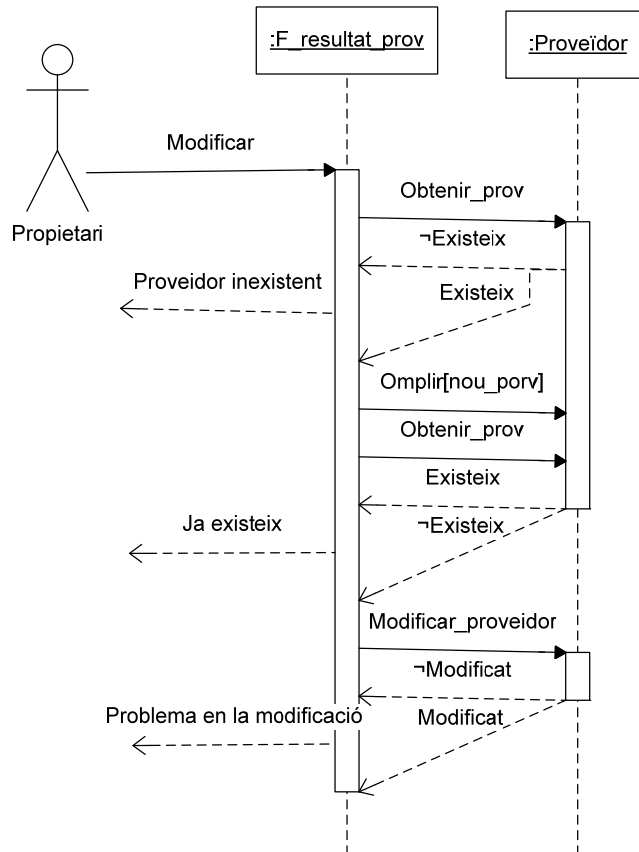 :F_resultat_prov
:Proveïdor
Modificar
Propietari
Obtenir_prov
¬Existeix
Proveidor inexistent
Existeix
Omplir[nou_porv]
Obtenir_prov
Existeix
Ja existeix
¬Existeix
Modificar_proveidor
¬Modificat
Problema en la modificació
Modificat